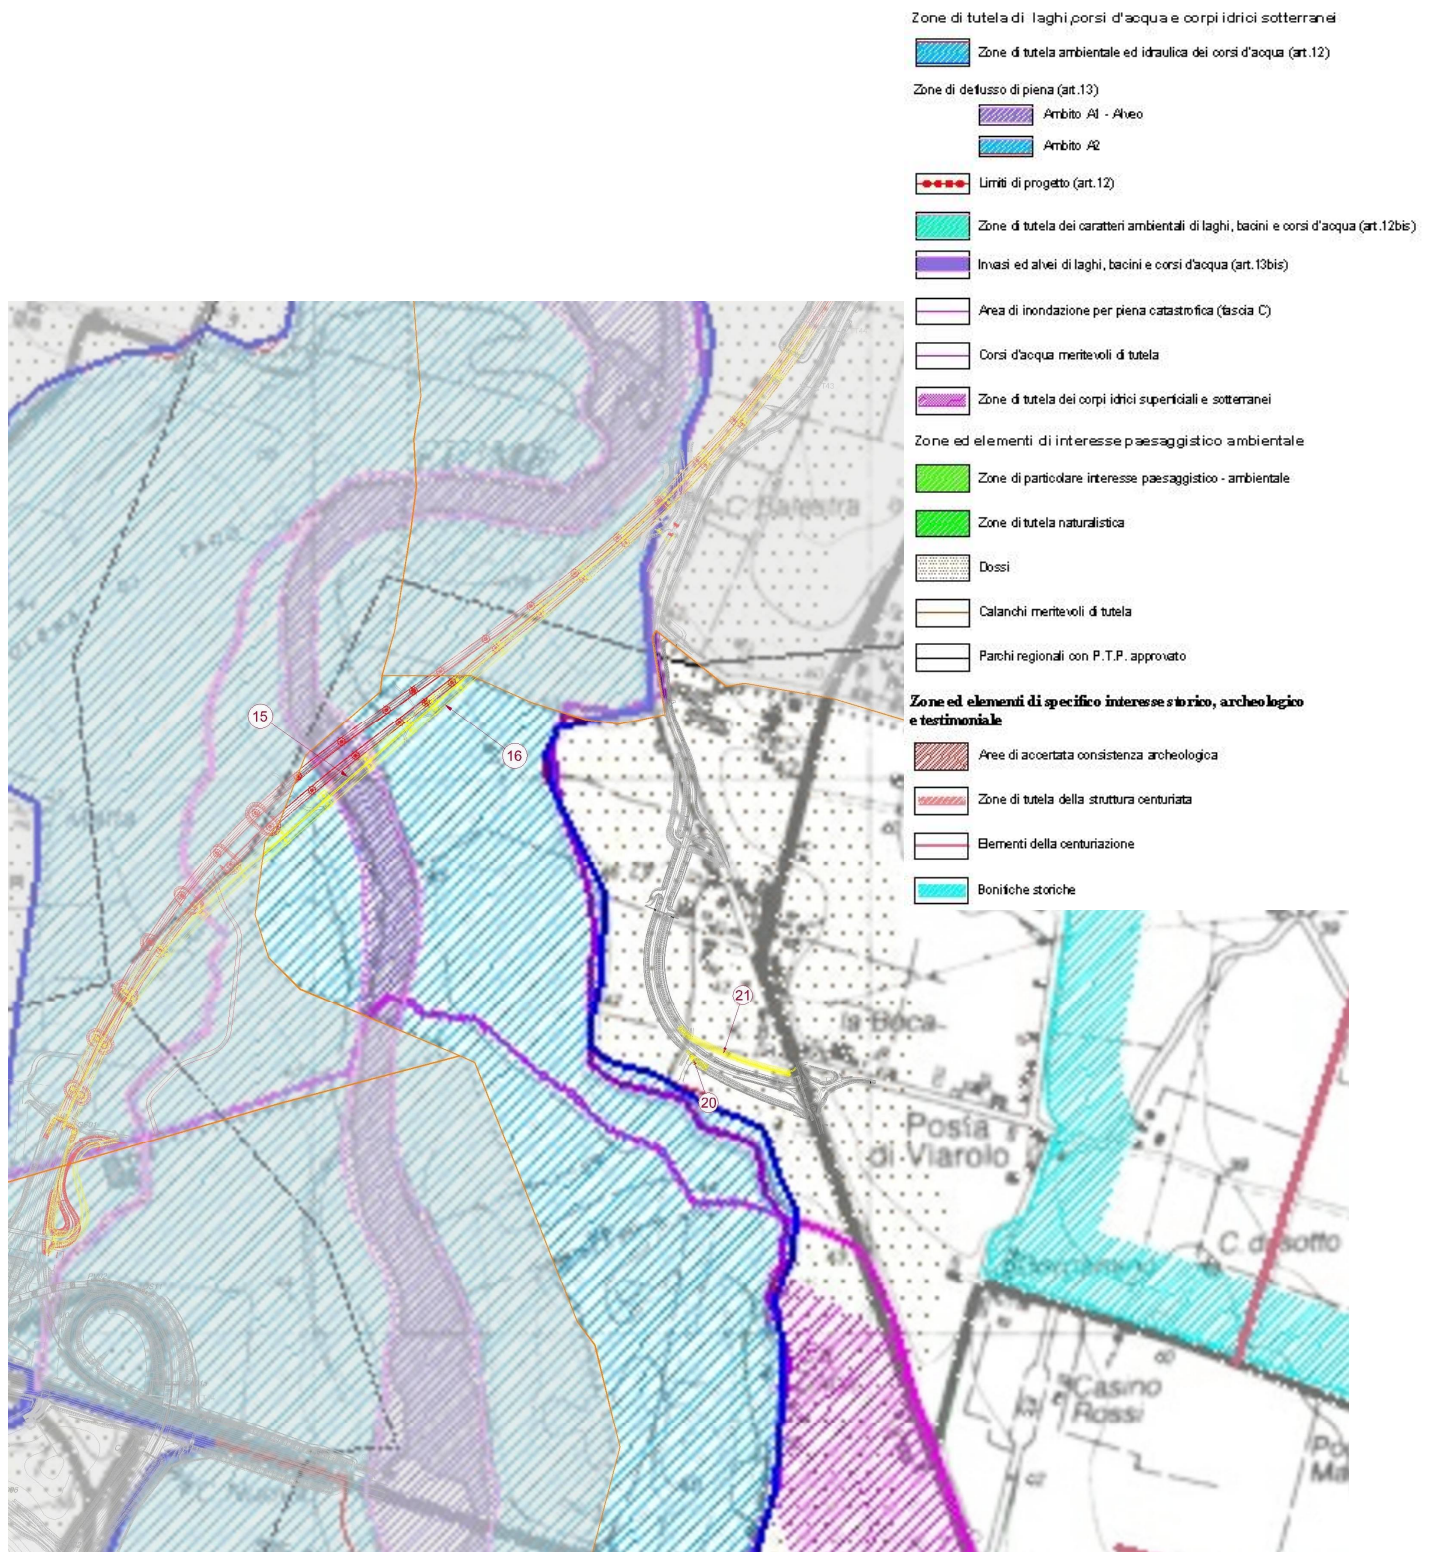 Zone di tutela di laghi,corsi d'acqua e corpi idrici sotterranei
Zone di tutela ambientale ed idraulica dei corsi d'acqua (art.12)
Zone di deflusso di piena (art.13)
Ambito A1 - Alveo
Ambito A2
Limiti di progetto (art.12)
Zone di tutela dei caratteri ambientali di laghi, bacini e corsi d'acqua (art.12bis)
Invasi ed alvei di laghi, bacini e corsi d'acqua (art.13bis)
Area di inondazione per piena catastrofica (fascia C)
Corsi d'acqua meritevoli di tutela
Zone di tutela dei corpi idrici superficiali e sotterranei
Zone ed elementi di interesse paesaggistico ambientale
Zone di particolare interesse paesaggistico - ambientale
Zone di tutela naturalistica
Dossi
Calanchi meritevoli di tutela
Parchi regionali con P.T.P. approvato
Zone ed elementi di specifico interesse storico, archeologico
e testimoniale
Aree di accertata consistenza archeologica
Zone di tutela della struttura centuriata
Elementi della centuriazione
Bonifiche storiche
C. Balestra
15
16
21
20
la Boca
Posta
di Viarolo
39
39
C. di sotto
Casino
Rossi